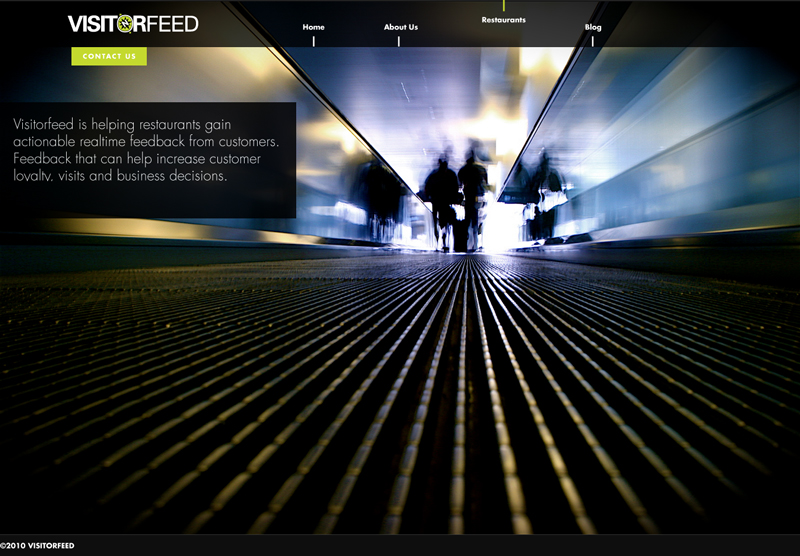 VISITORFEED
Home
About Us
Restaurants
Blog
CONTACT US
Visitorfeed is helping restaurants gain
actionable realtime feedback from customers.
Feedback that can help increase customer
loyalty, visits and business decisions.
©2010 VISITORFEED